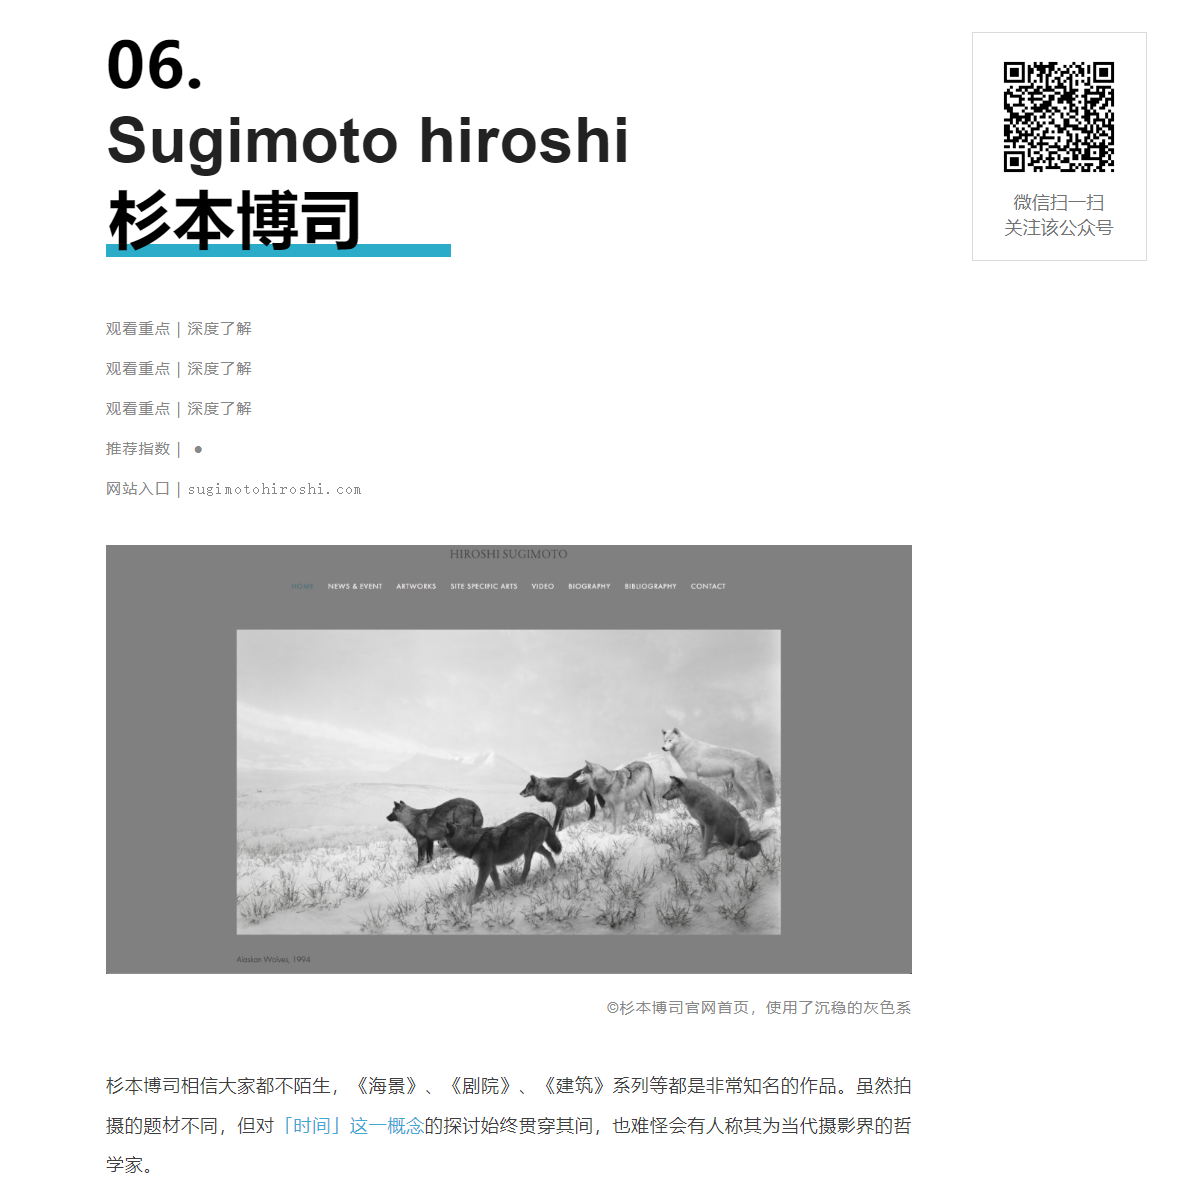 06.
Sugimoto hiroshi
杉本博司
微信扫一扫
关注该公众号
观看重点 | 深度了解
观看重点 | 深度了解
观看重点 | 深度了解
推荐指数 | ●
网站入口 | sugimotohiroshi.com
HIROSHI SUGIMOTO
HOME NEWS & EVENT ARTWORKS SITE SPECIFIC ARTS VIDEO BIOGRAPHY BIBLIOGRAPHY CONTACT
Alaskan Wolves, 1994
©杉本博司官网首页，使用了沉稳的灰色系
杉本博司相信大家都不陌生，《海景》、《剧院》、《建筑》系列等都是非常知名的作品。虽然拍
摄的题材不同，但对「时间」这一概念的探讨始终贯穿其间，也难怪会有人称其为当代摄影界的哲
学家。